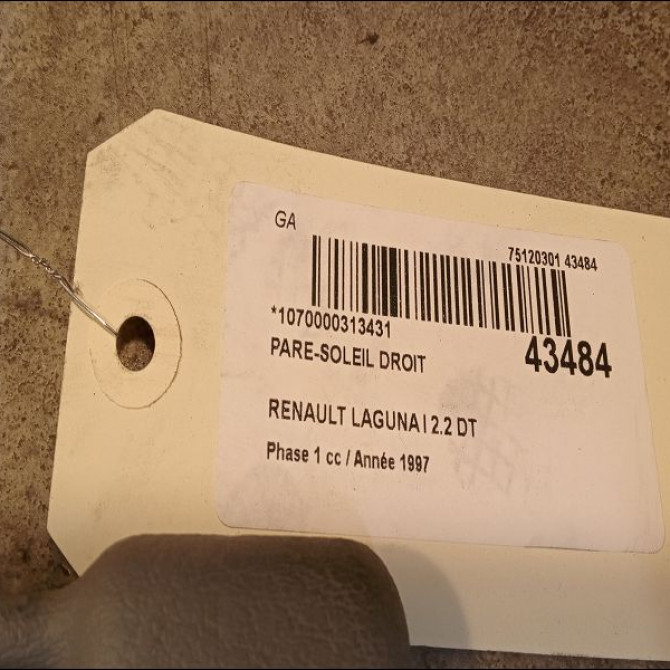 GA
75120301 43484
*1070000313431
43484
PARE-SOLEIL DROIT
RENAULT LAGUNA I 2.2 DT
Phase 1 cc / Année 1997